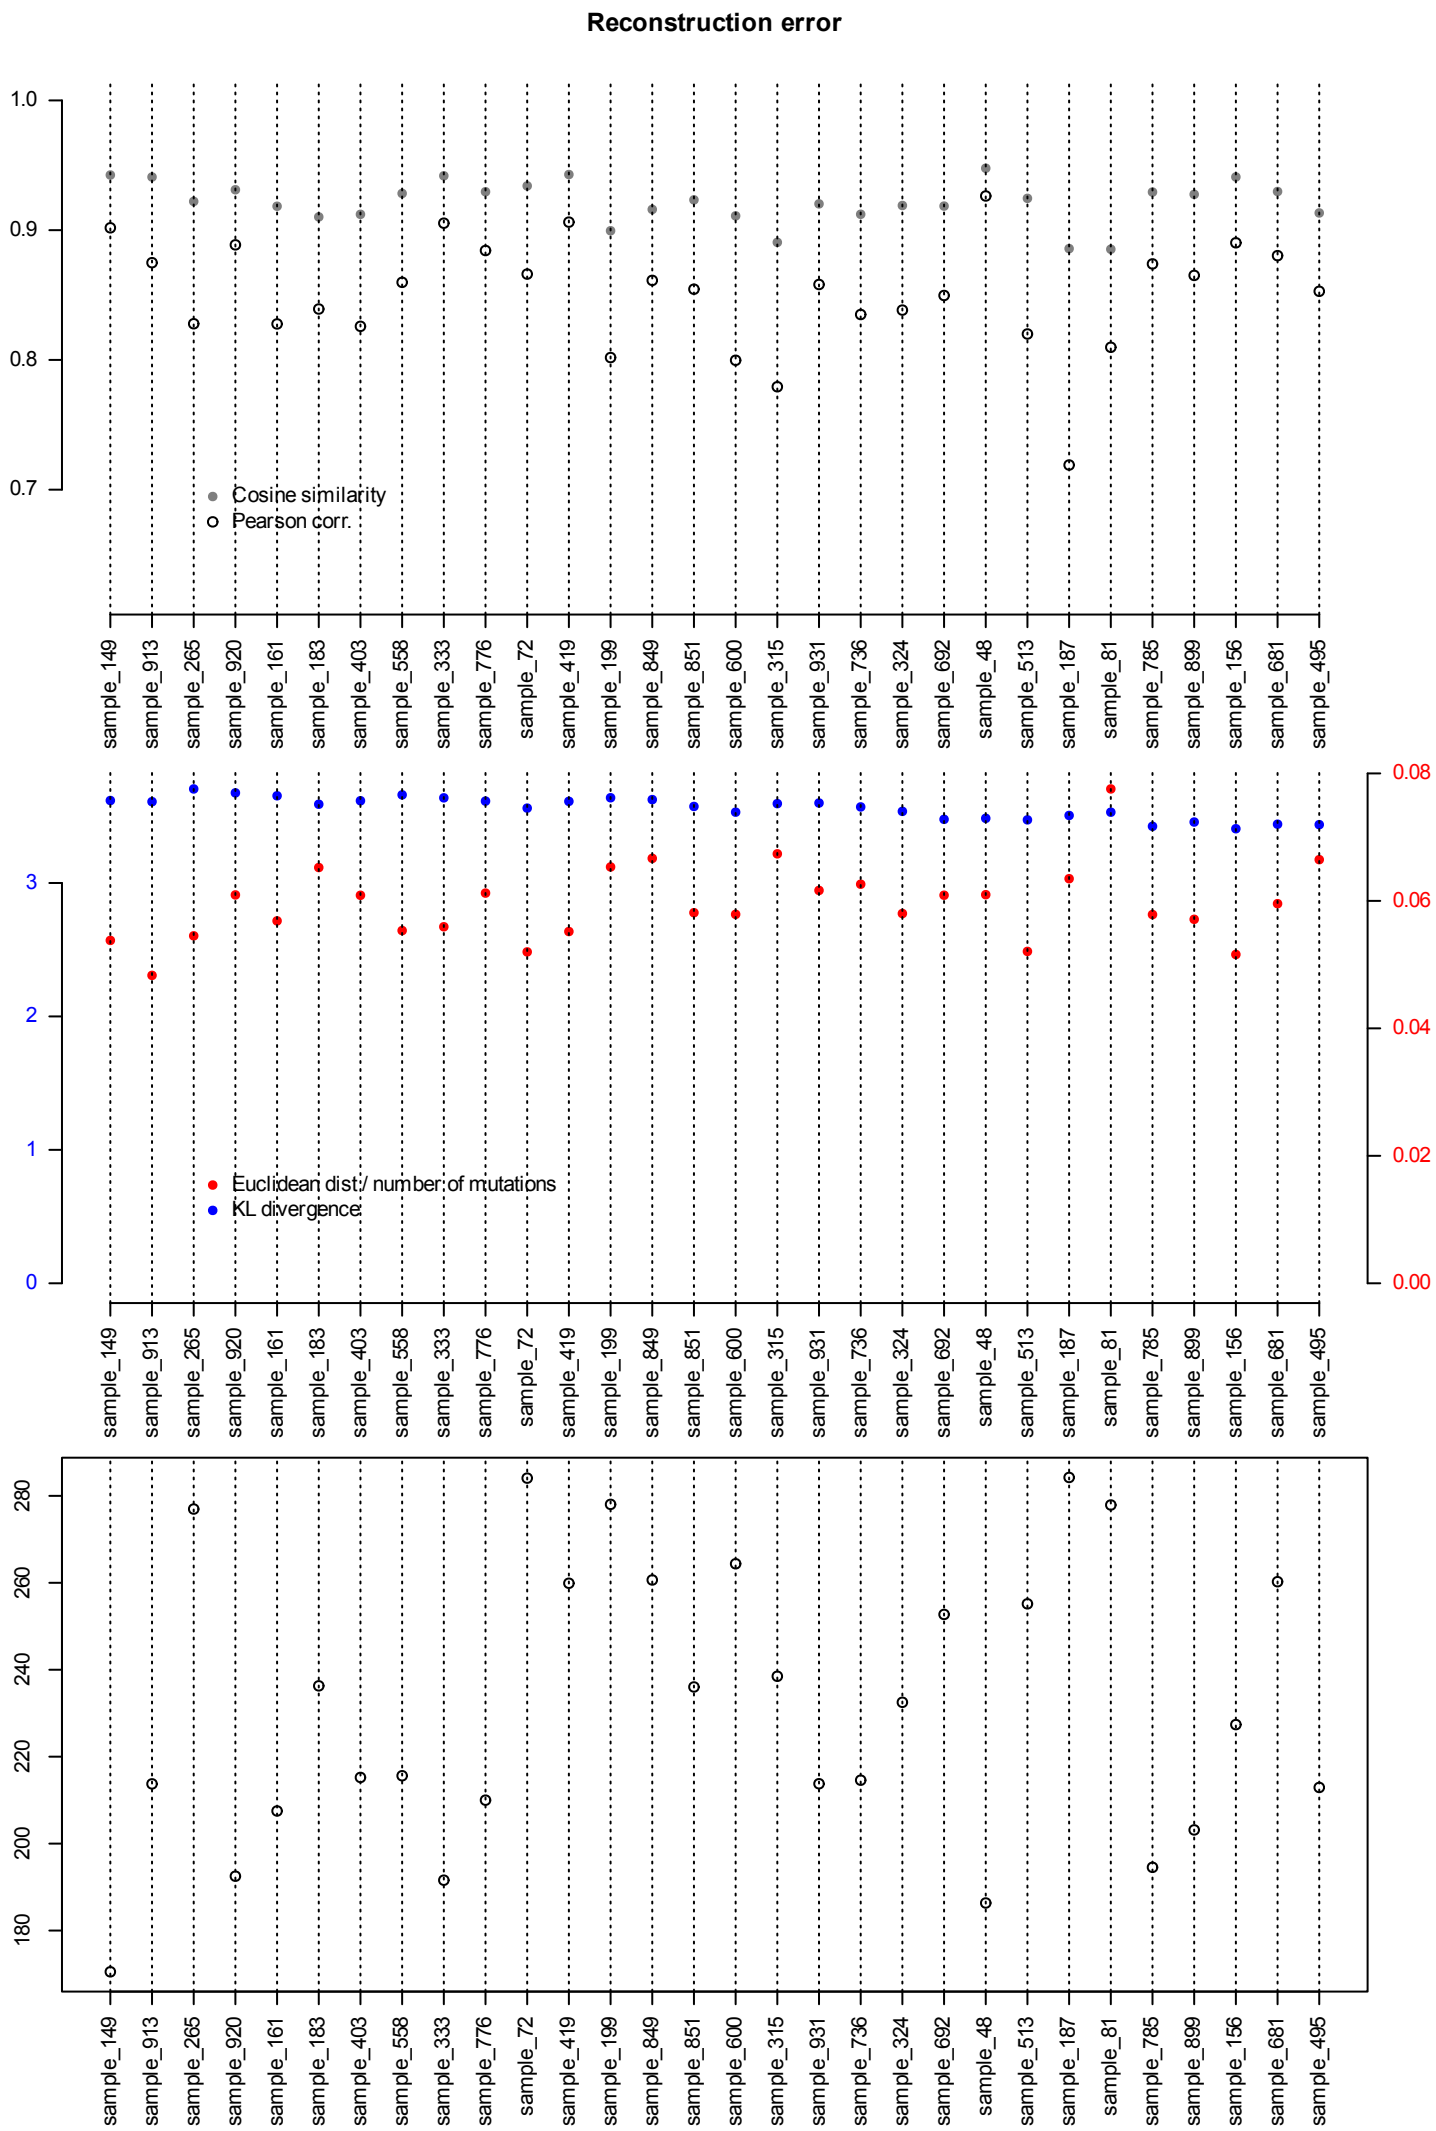 Reconstruction error
1.0
0.9
0.8
0.7
Cosine similarity
Pearson corr.
sample_149
sample_913
sample_265
sample_920
sample_161
sample_183
sample_403
sample_558
sample_333
sample_776
sample_72
sample_419
sample_199
sample_849
sample_851
sample_600
sample_315
sample_931
sample_736
sample_324
sample_692
sample_48
sample_513
sample_187
sample_81
sample_785
sample_899
sample_156
sample_681
sample_495
3
2
1
0
0.08
0.06
0.04
0.02
0.00
Euclidean dist./ number of mutations
KL divergence
sample_149
sample_913
sample_265
sample_920
sample_161
sample_183
sample_403
sample_558
sample_333
sample_776
sample_72
sample_419
sample_199
sample_849
sample_851
sample_600
sample_315
sample_931
sample_736
sample_324
sample_692
sample_48
sample_513
sample_187
sample_81
sample_785
sample_899
sample_156
sample_681
sample_495
280
260
240
220
200
180
sample_149
sample_913
sample_265
sample_920
sample_161
sample_183
sample_403
sample_558
sample_333
sample_776
sample_72
sample_419
sample_199
sample_849
sample_851
sample_600
sample_315
sample_931
sample_736
sample_324
sample_692
sample_48
sample_513
sample_187
sample_81
sample_785
sample_899
sample_156
sample_681
sample_495